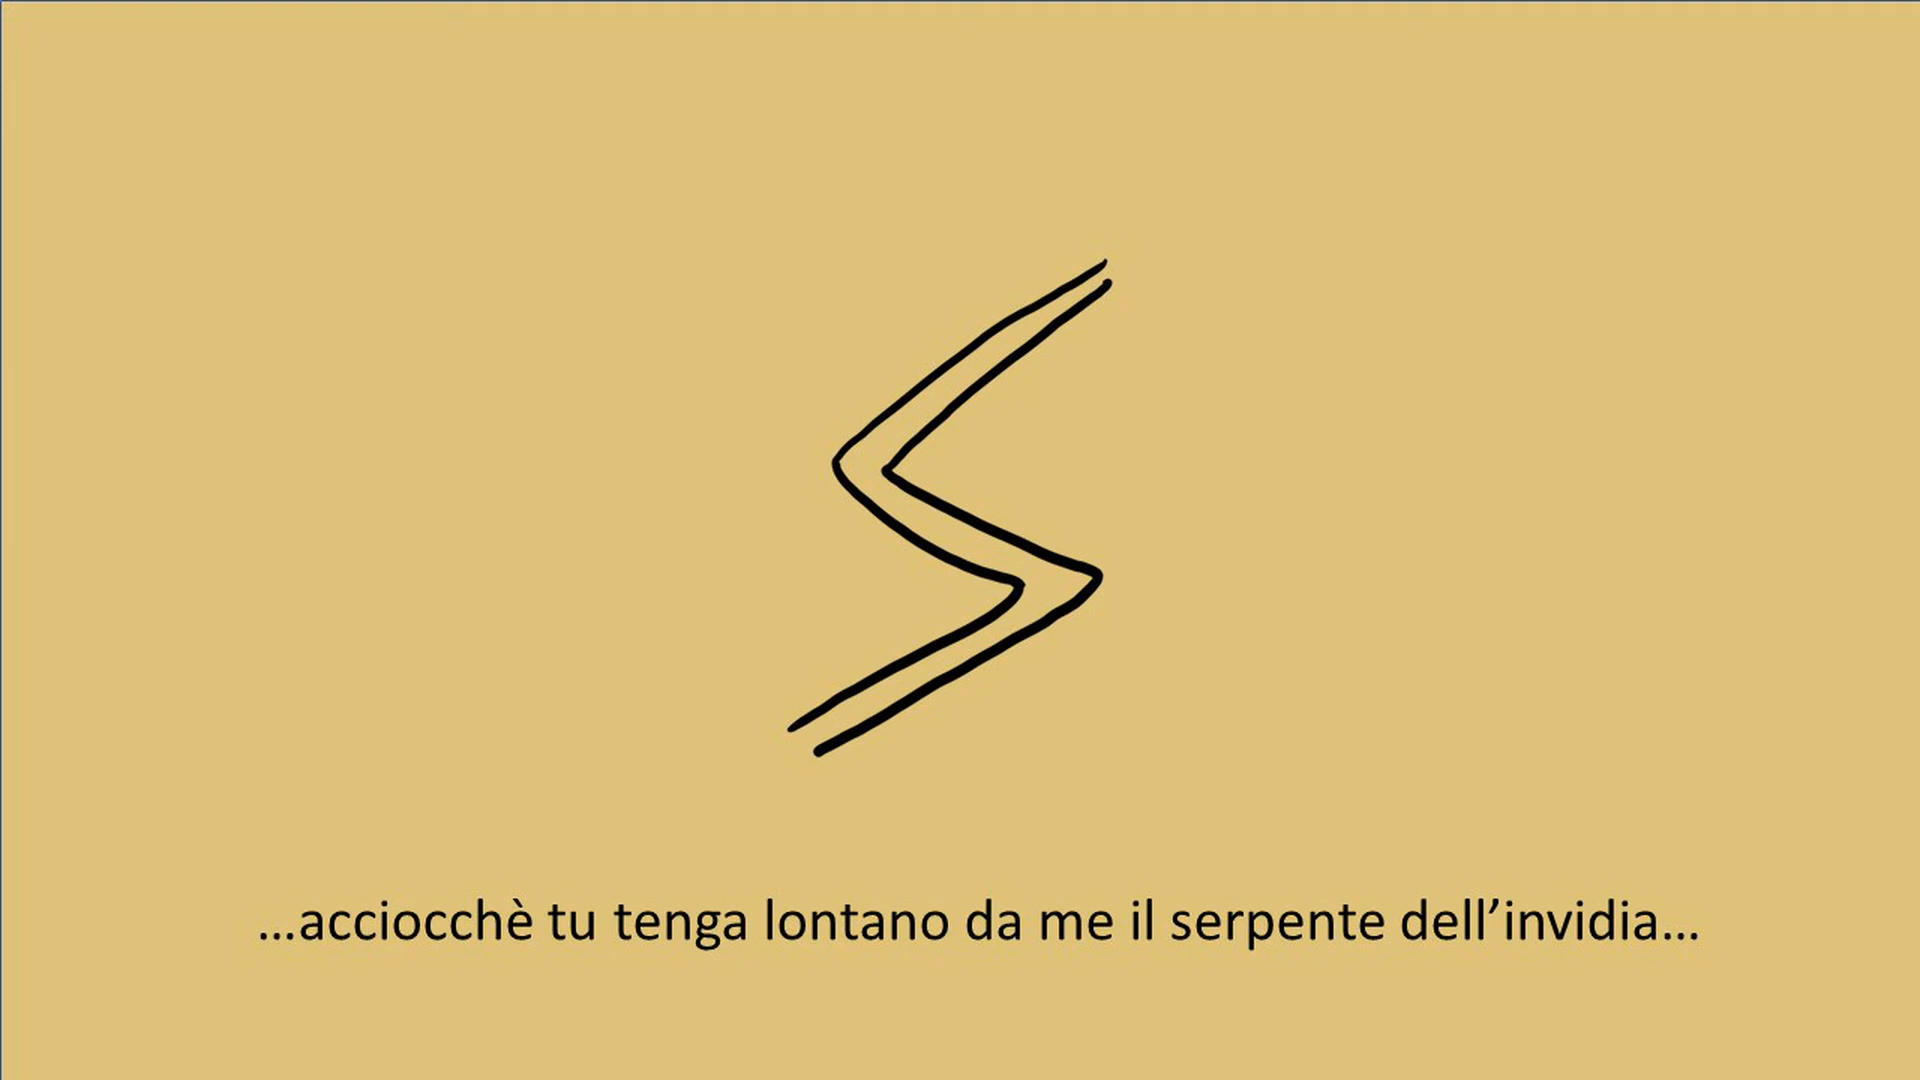 …acciocchè tu tenga lontano da me il serpente dell’invidia…